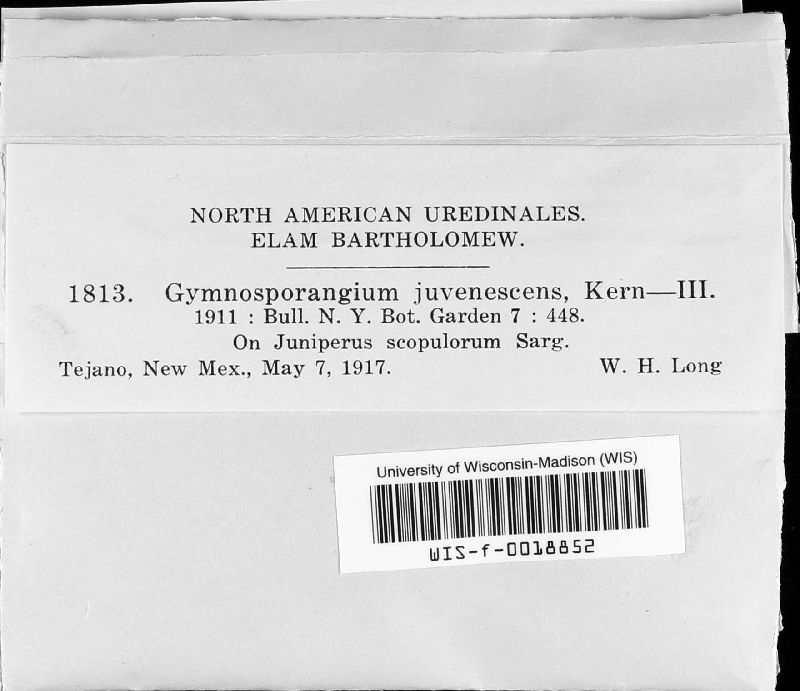 NORTH AMERICAN UREDINALES.
ELAM BARTHOLOMEW.
1813. Gymnosporangium juvenescens, Kern—III.
1911 : Bull. N. Y. Bot. Garden 7 : 448.
On Juniperus scopulorum Sarg.
Tejano, New Mex., May 7, 1917. W. H. Long
University of Wisconsin-Madison (WIS)
WIS-f-0018852